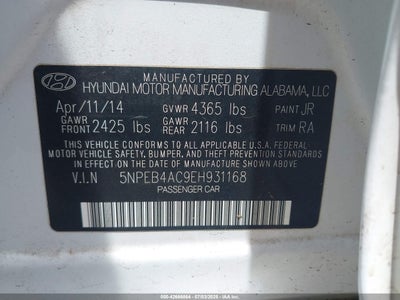 MANUFACTURED BY
HYUNDAI MOTOR MANUFACTURING ALABAMA, LLC
Apr/11/14 GVWR 4365 lbs PAINT JR
GAWR FRONT 2425 lbs GAWR REAR 2116 lbs TRIM RA
THIS VEHICLE CONFORMS TO ALL APPLICABLE U.S.A. FEDERAL
MOTOR VEHICLE SAFETY, BUMPER, AND THEFT PREVENTION
STANDARDS IN EFFECT ON THE DATE OF MANUFACTURE SHOWN ABOVE.
V.I.N 5NPEB4AC9EH931168
PASSENGER CAR